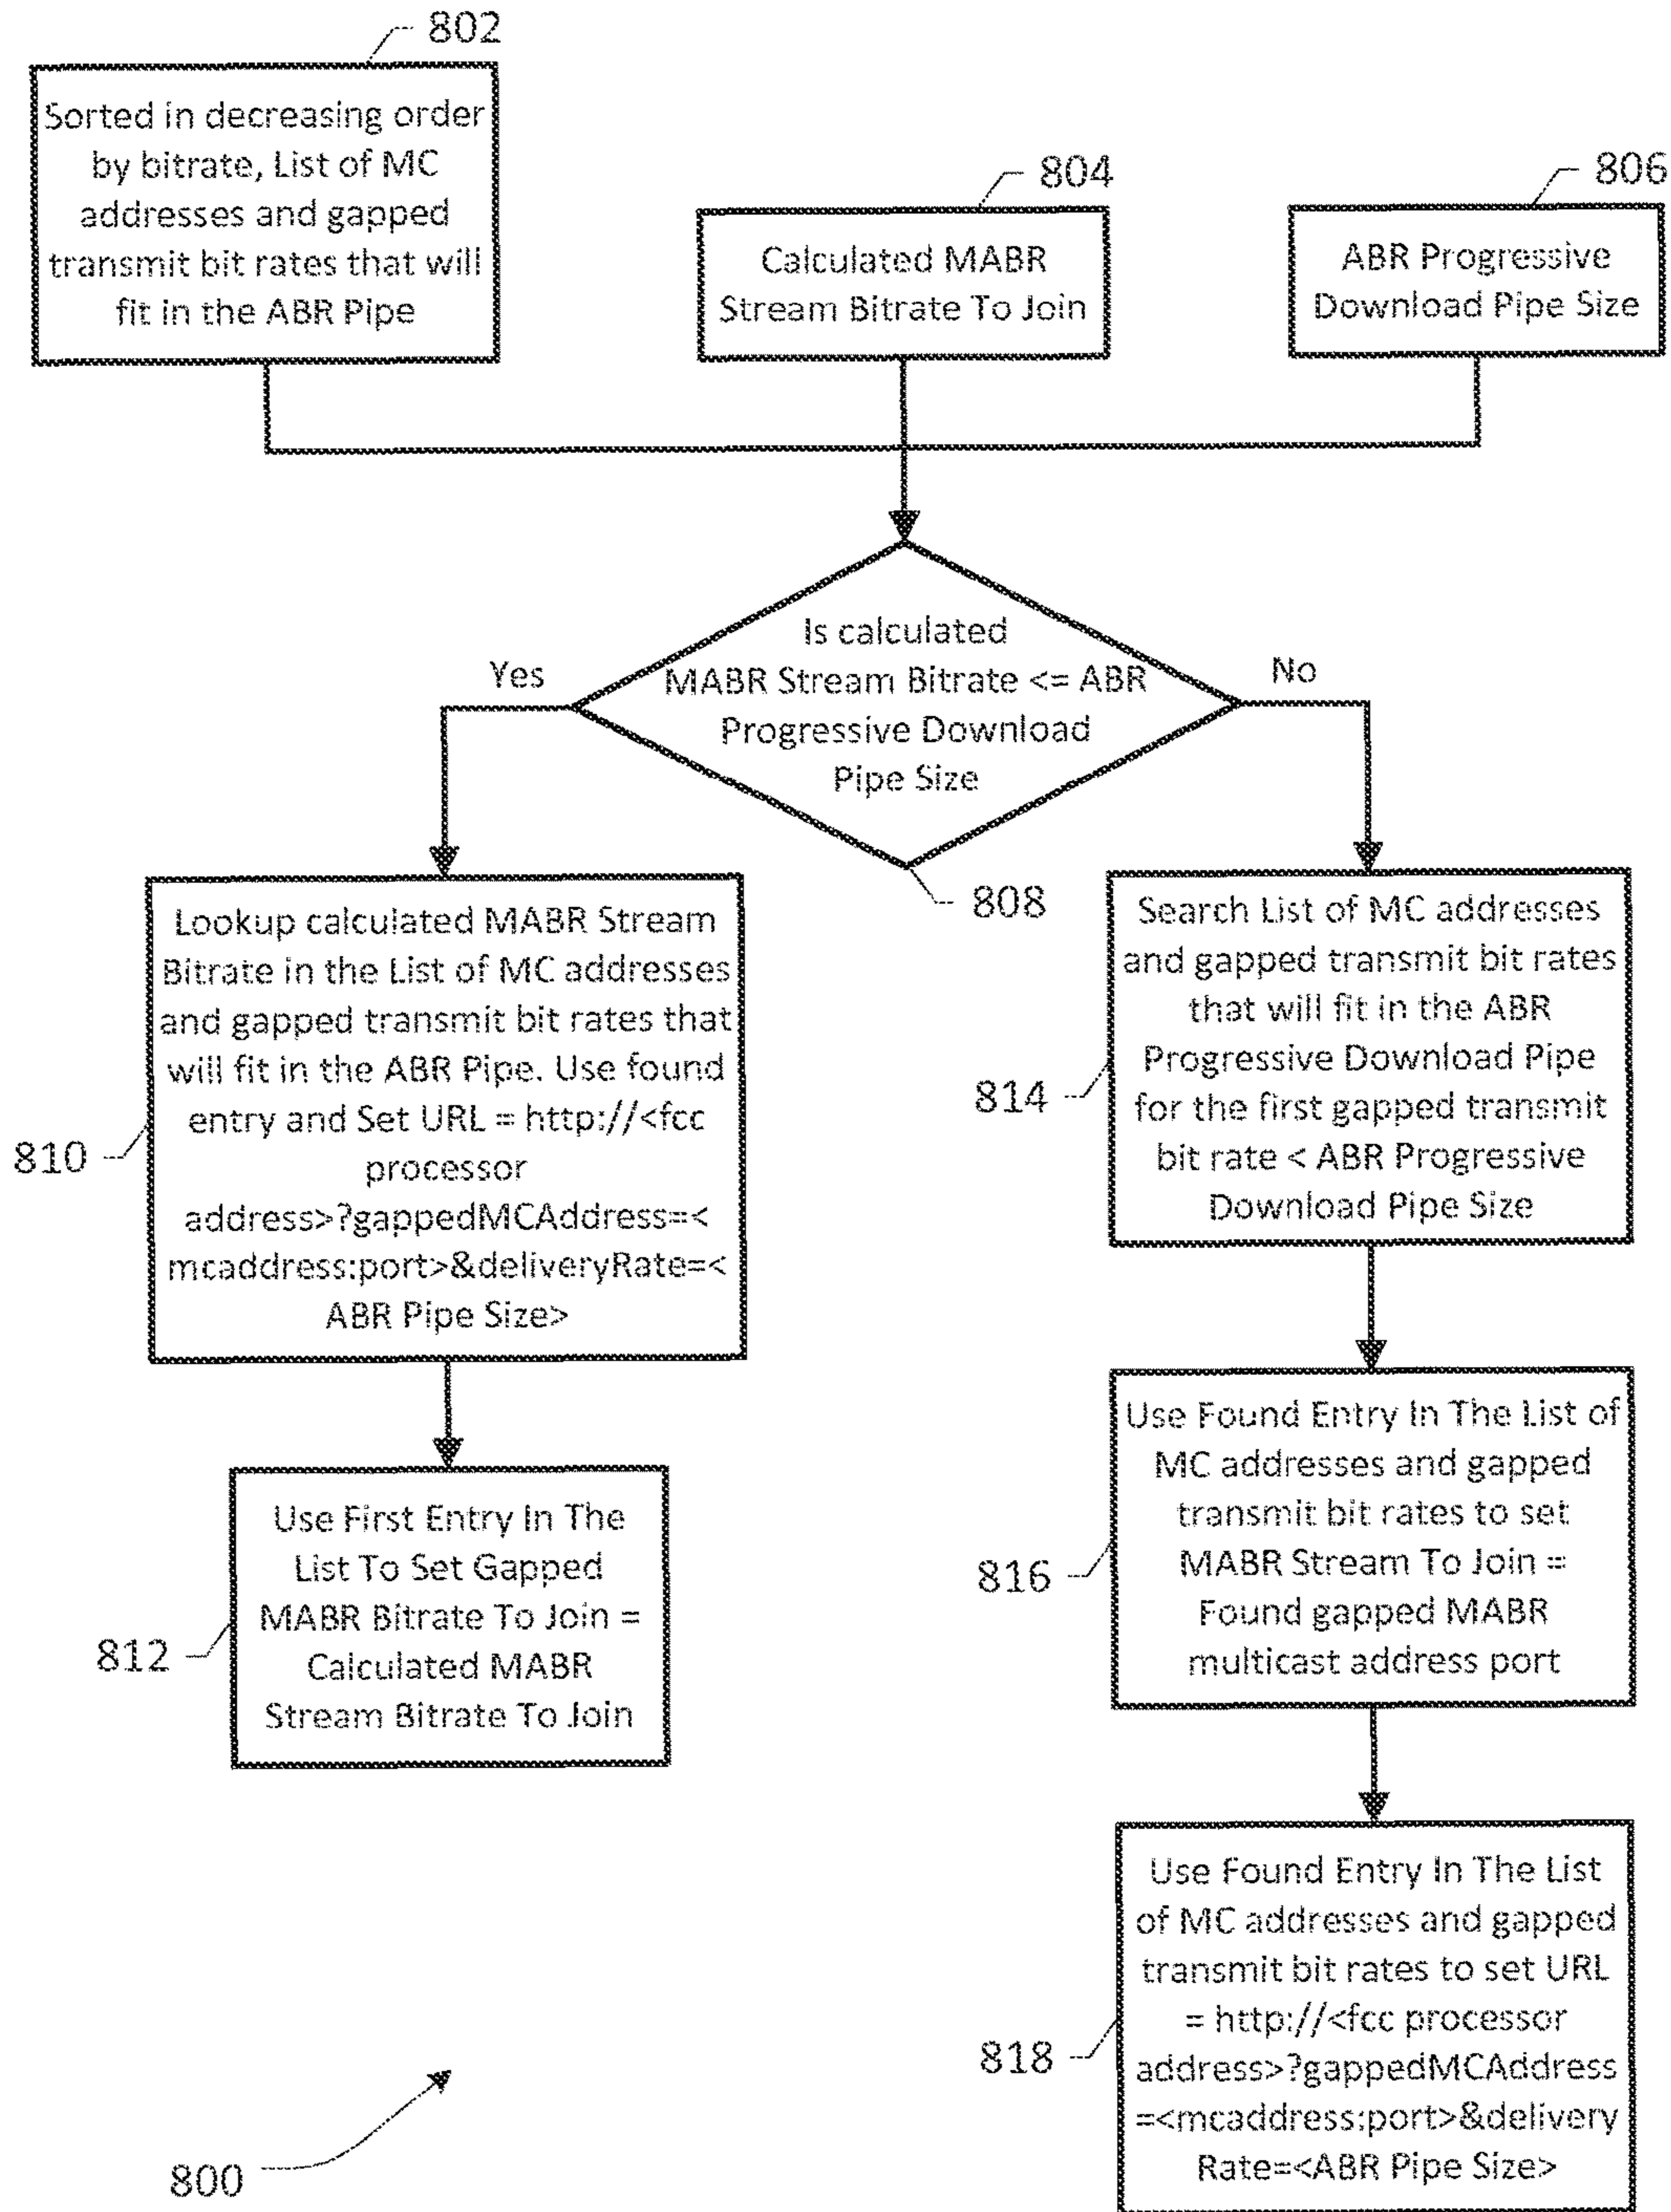 802
Sorted in decreasing order
by bitrate, List of MC
addresses and gapped
transmit bit rates that will
fit in the ABR Pipe
804
Calculated MABR
Stream Bitrate To Join
806
ABR Progressive
Download Pipe Size
Is calculated
MABR Stream Bitrate <= ABR
Progressive Download
Pipe Size
Yes
No
808
810
Lookup calculated MABR Stream
Bitrate in the List of MC addresses
and gapped transmit bit rates that
will fit in the ABR Pipe. Use found
entry and Set URL = http://<fcc
processor
address>?gappedMCAddress=<
mcaddress:port>&deliveryRate=<
ABR Pipe Size>
812
Use First Entry In The
List To Set Gapped
MABR Bitrate To Join =
Calculated MABR
Stream Bitrate To Join
814
Search List of MC addresses
and gapped transmit bit rates
that will fit in the ABR
Progressive Download Pipe
for the first gapped transmit
bit rate < ABR Progressive
Download Pipe Size
816
Use Found Entry In The List of
MC addresses and gapped
transmit bit rates to set
MABR Stream To Join =
Found gapped MABR
multicast address port
818
Use Found Entry In The List
of MC addresses and gapped
transmit bit rates to set URL
= http://<fcc processor
address>?gappedMCAddress
=<mcaddress:port>&delivery
Rate=<ABR Pipe Size>
800